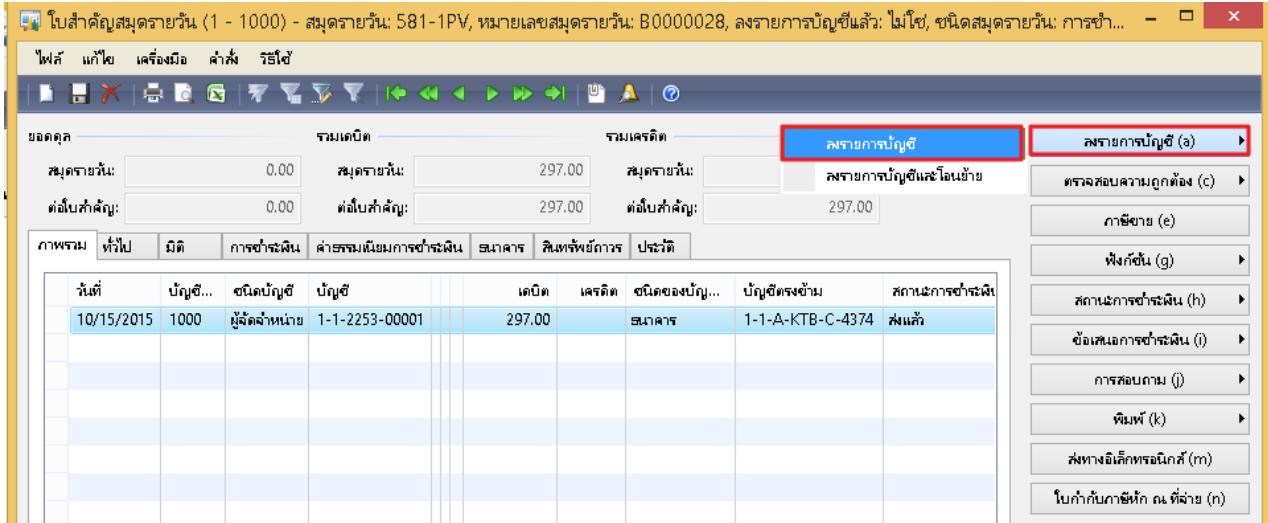 ใบสำคัญสมุดรายวัน (1 - 1000) - สมุดรายวัน: 581-1PV, หมายเลขสมุดรายวัน: B0000028, ลงรายการบัญชีแล้ว: ไม่ใช่, ชนิดสมุดรายวัน: การชำ...
ไฟล์ แก้ไข เครื่องมือ คำสั่ง วิธีใช้
ยอดดุล รวมเดบิต รวมเครดิต ลงรายการบัญชี ลงรายการบัญชี (a)
สมุดรายวัน: 0.00 สมุดรายวัน: 297.00 สมุดรายวัน: ลงรายการบัญชีและโอนย้าย ตรวจสอบความถูกต้อง (c)
ต่อใบสำคัญ: 0.00 ต่อใบสำคัญ: 297.00 ต่อใบสำคัญ: 297.00 ภาษีขาย (e)
ภาพรวม ทั่วไป มิติ การชำระเงิน ค่าธรรมเนียมการชำระเงิน ธนาคาร สินทรัพย์ถาวร ประวัติ
ฟังก์ชัน (g)
วันที่ บัญชี... ชนิดบัญชี บัญชี เดบิต เครดิต ชนิดของบัญ... บัญชีตรงข้าม สถานะการชำระเงิน
สถานะการชำระเงิน (h)
10/15/2015 1000 ผู้จัดจำหน่าย 1-1-2253-00001 297.00 ธนาคาร 1-1-A-KTB-C-4374 ส่งแล้ว
ข้อเสนอการชำระเงิน (i)
การสอบถาม (j)
พิมพ์ (k)
ส่งทางอิเล็กทรอนิกส์ (m)
ใบกำกับภาษีหัก ณ ที่จ่าย (n)